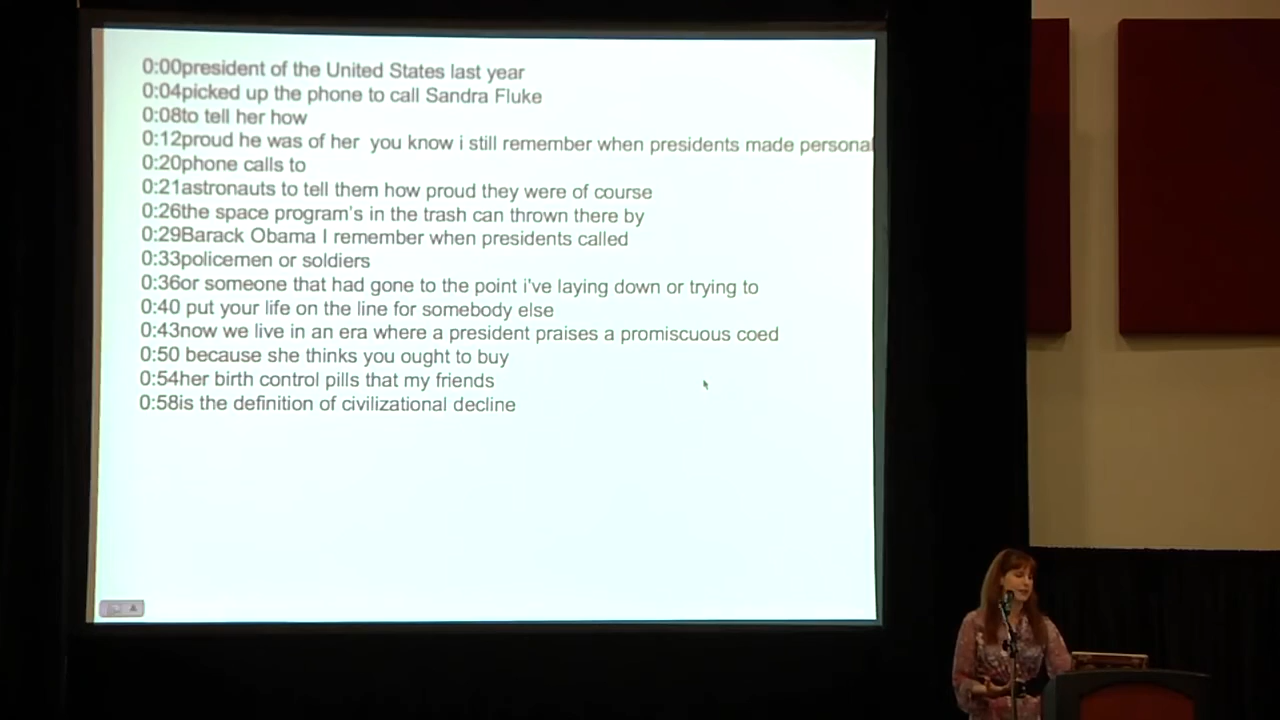 0:00president of the United States last year
0:04picked up the phone to call Sandra Fluke
0:08to tell her how
0:12proud he was of her  you know i still remember when presidents made personal
0:20phone calls to
0:21astronauts to tell them how proud they were of course
0:26the space program's in the trash can thrown there by
0:29Barack Obama I remember when presidents called
0:33policemen or soldiers
0:36or someone that had gone to the point i've laying down or trying to
0:40 put your life on the line for somebody else
0:43now we live in an era where a president praises a promiscuous coed
0:50 because she thinks you ought to buy
0:54her birth control pills that my friends
0:58is the definition of civilizational decline